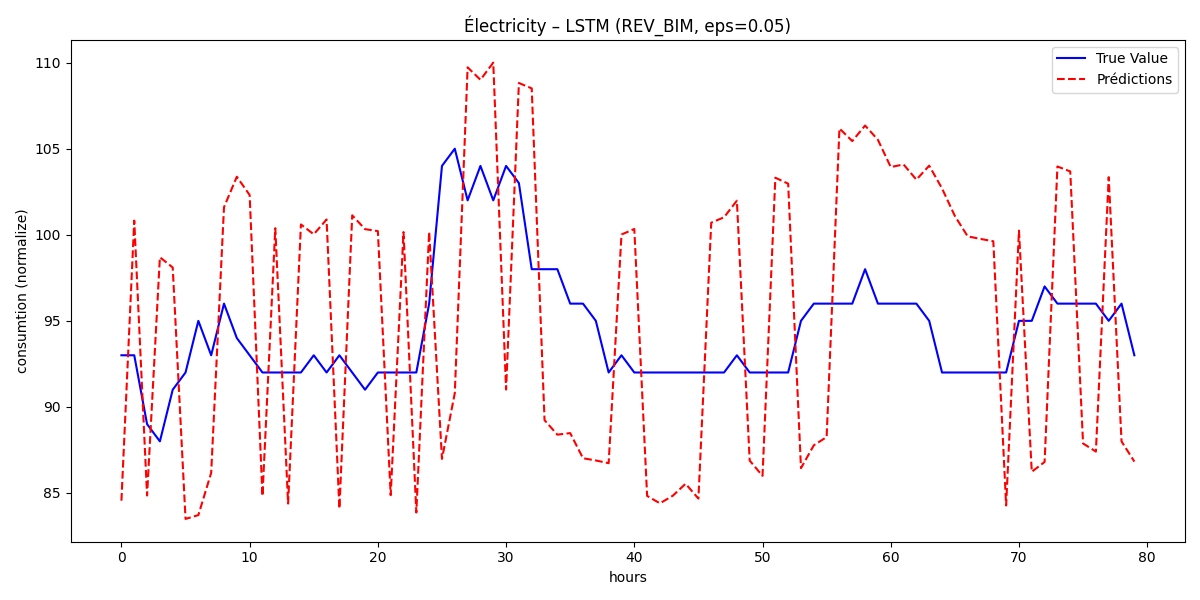 Électricity – LSTM (REV_BIM, eps=0.05)
True Value
Prédictions
consumtion (normalize)
110
105
100
95
90
85
0 10 20 30 40 50 60 70 80
hours